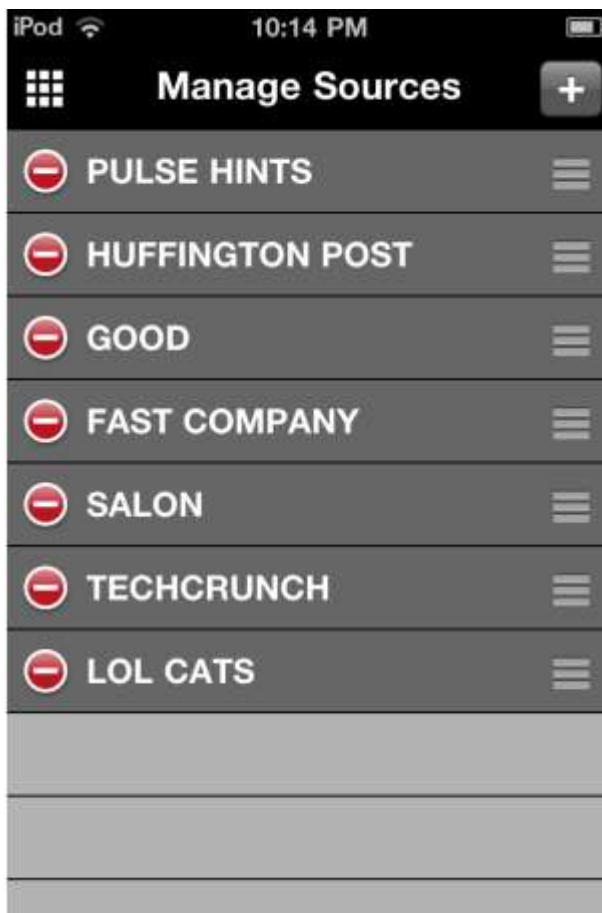 iPod 10:14 PM
Manage Sources +
PULSE HINTS
HUFFINGTON POST
GOOD
FAST COMPANY
SALON
TECHCRUNCH
LOL CATS